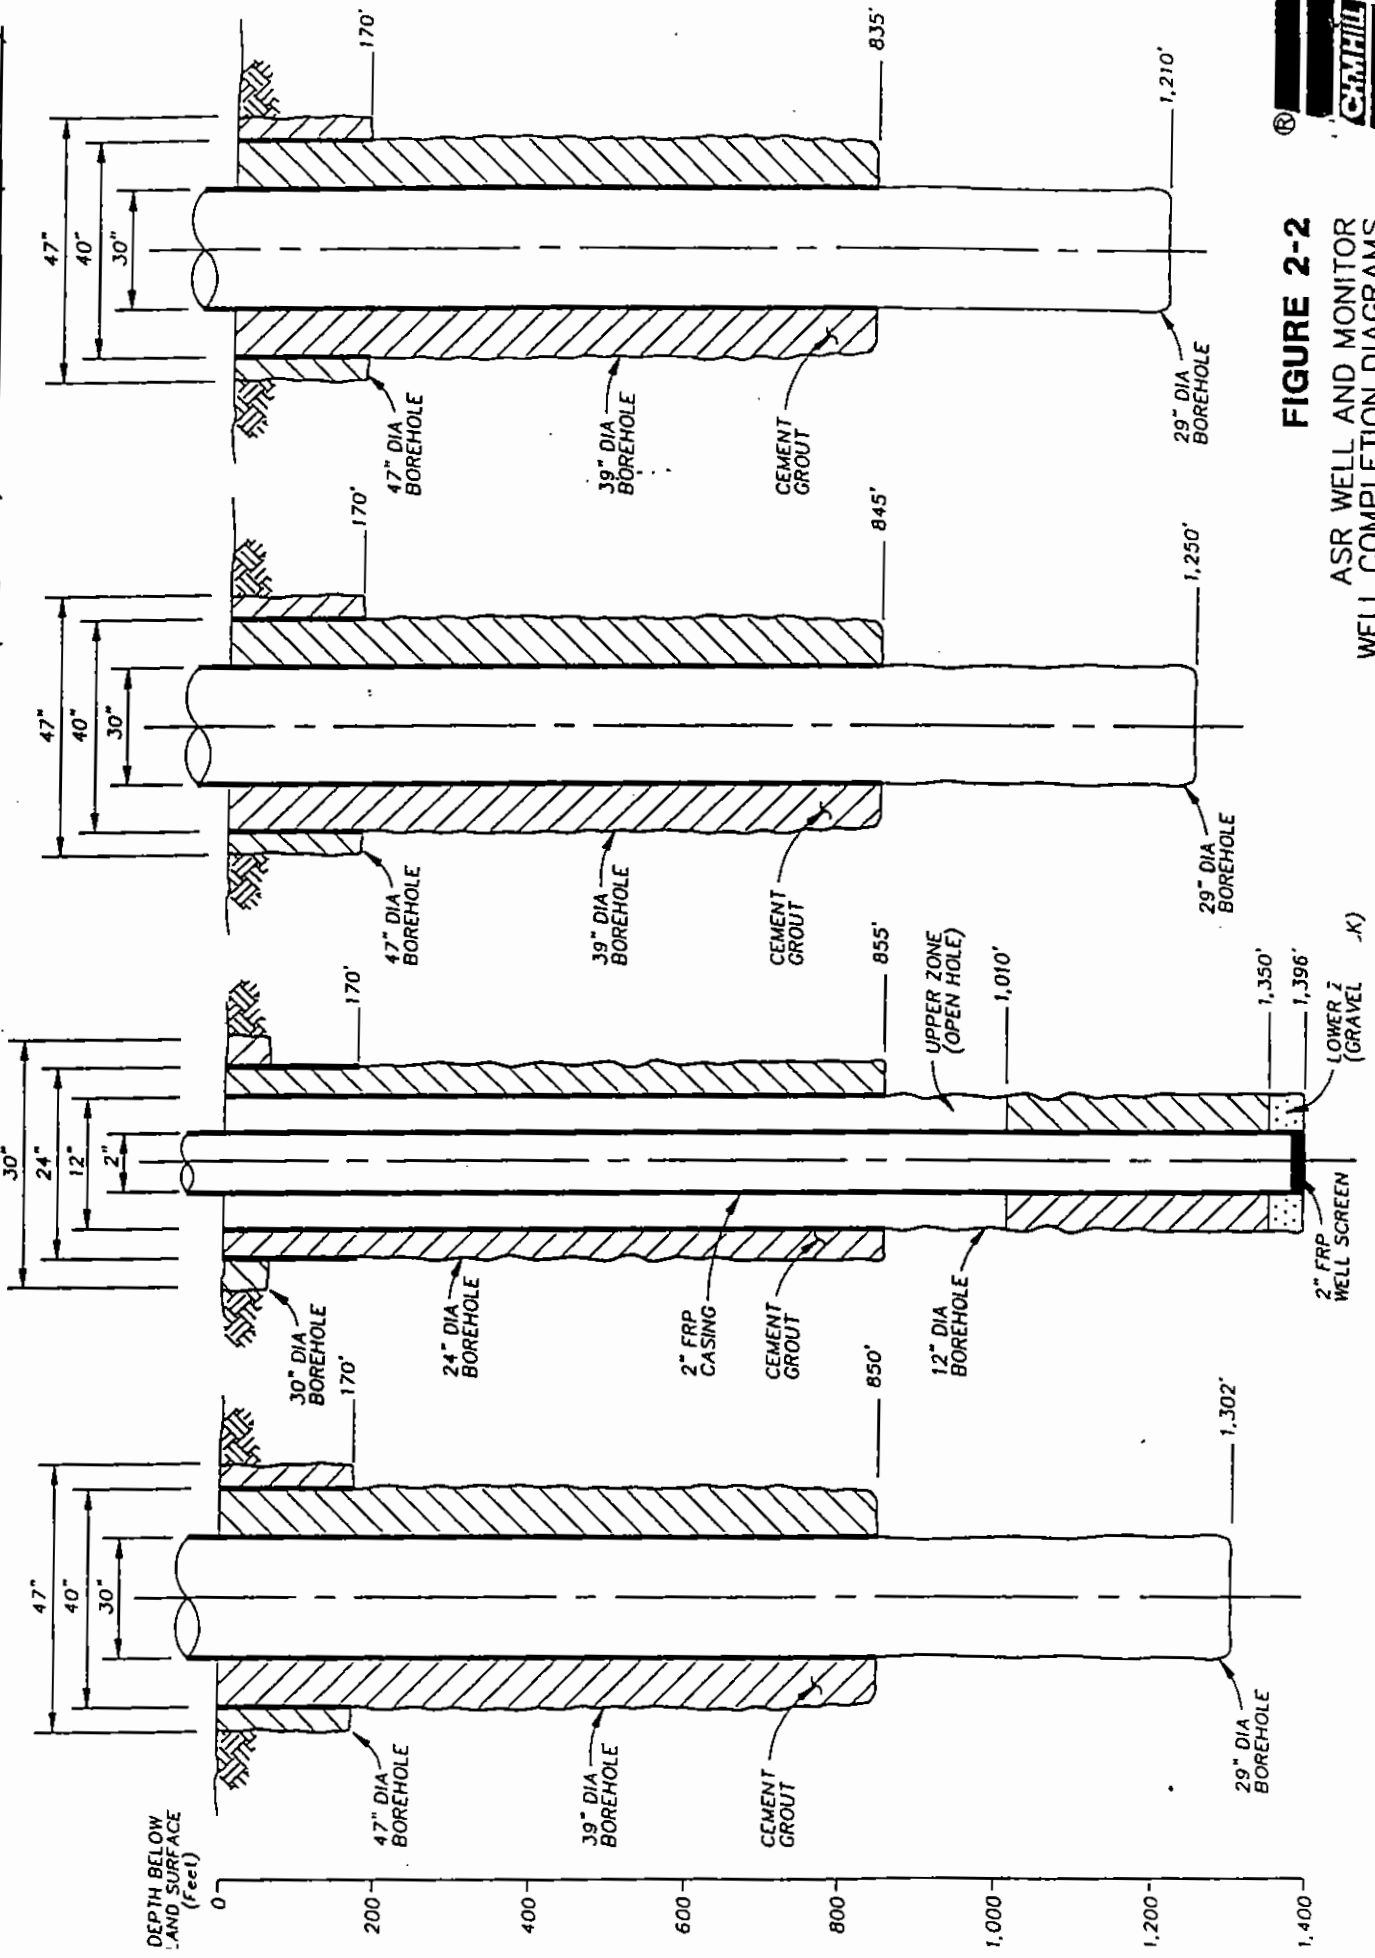 DEPTH BELOW
LAND SURFACE
(Feet)
0
200
400
600
800
1,000
1,200
1,400
47"
40"
30"
47" DIA
BOREHOLE
39" DIA
BOREHOLE
CEMENT
GROUT
29" DIA
BOREHOLE
170'
850'
1,302'
30"
24"
12"
2"
30" DIA
BOREHOLE
24" DIA
BOREHOLE
2" FRP
CASING
CEMENT
GROUT
12" DIA
BOREHOLE
2" FRP
WELL SCREEN
170'
855'
UPPER ZONE
(OPEN HOLE)
1,010'
1,350'
1,396'
LOWER
(GRAVEL
47"
40"
30"
47" DIA
BOREHOLE
39" DIA
BOREHOLE
CEMENT
GROUT
29" DIA
BOREHOLE
170'
845'
1,250'
47"
40"
30"
47" DIA
BOREHOLE
39" DIA
BOREHOLE
CEMENT
GROUT
29" DIA
BOREHOLE
170'
835'
1,210'
FIGURE 2-2
ASR WELL AND MONITOR
WELL COMPLETION DIAGRAMS
®
CH2M HILL